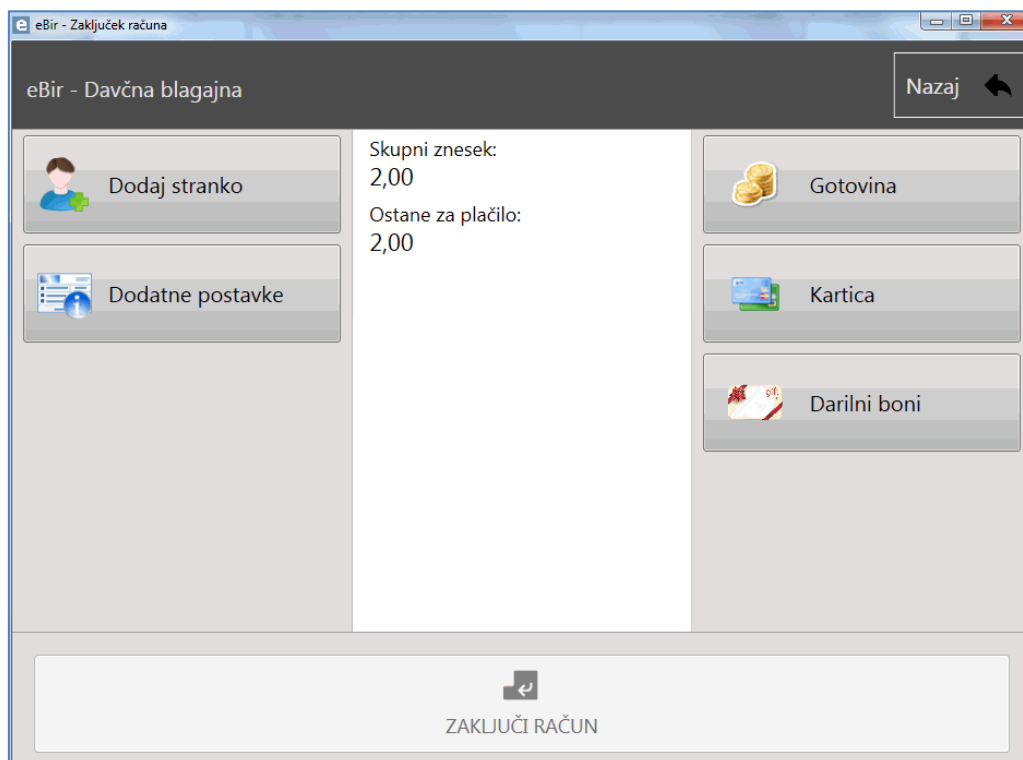 eBir - Zaključek računa
eBir - Davčna blagajna
Nazaj
Dodaj stranko
Dodatne postavke
Skupni znesek:
2,00
Ostane za plačilo:
2,00
Gotovina
Kartica
gift
Darilni boni
ZAKLJUČI RAČUN